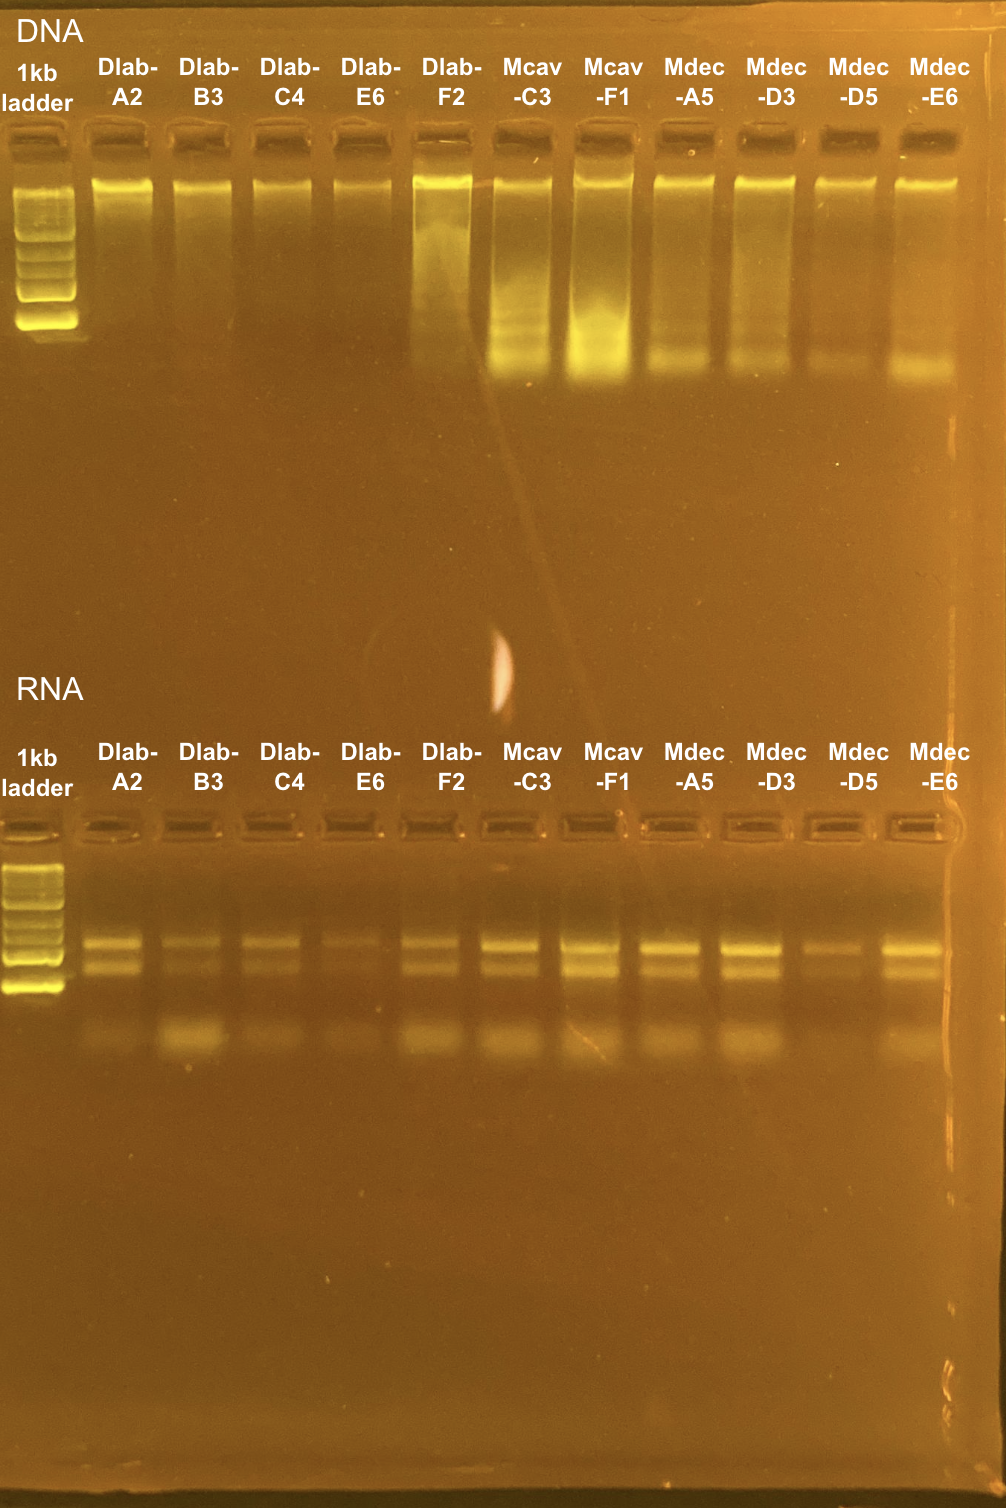 DNA
1kb Dlab- Dlab- Dlab- Dlab- Dlab- Mcav Mcav Mdec Mdec Mdec Mdec
ladder A2 B3 C4 E6 F2 -C3 -F1 -A5 -D3 -D5 -E6
RNA
1kb Dlab- Dlab- Dlab- Dlab- Dlab- Mcav Mcav Mdec Mdec Mdec Mdec
ladder A2 B3 C4 E6 F2 -C3 -F1 -A5 -D3 -D5 -E6